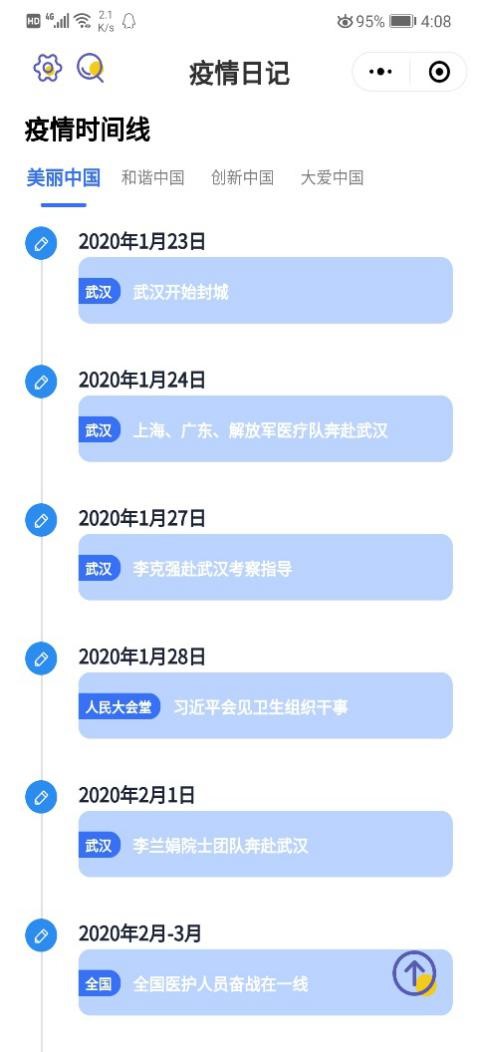 HD 4G 2.1 K/s 95% 4:08
疫情日记
疫情时间线
美丽中国 和谐中国 创新中国 大爱中国
2020年1月23日
武汉 武汉开始封城
2020年1月24日
武汉 上海、广东、解放军医疗队奔赴武汉
2020年1月27日
武汉 李克强赴武汉考察指导
2020年1月28日
人民大会堂 习近平会见卫生组织干事
2020年2月1日
武汉 李兰娟院士团队奔赴武汉
2020年2月-3月
全国 全国医护人员奋战在一线